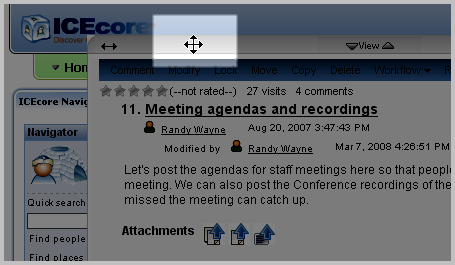 ICEcore
Discover
View
Hom
Comment Modify Lock Move Copy Delete Workflow
(--not rated--) 27 visits 4 comments
ICEcore Navig
11. Meeting agendas and recordings
Randy Wayne Aug 20, 2007 3:47:43 PM
Navigator
Modified by Randy Wayne Mar 7, 2008 4:26:51 PM
Let's post the agendas for staff meetings here so that people
meeting. We can also post the Conference recordings of the
missed the meeting can catch up.
Quick search
Attachments
Find people
Find places